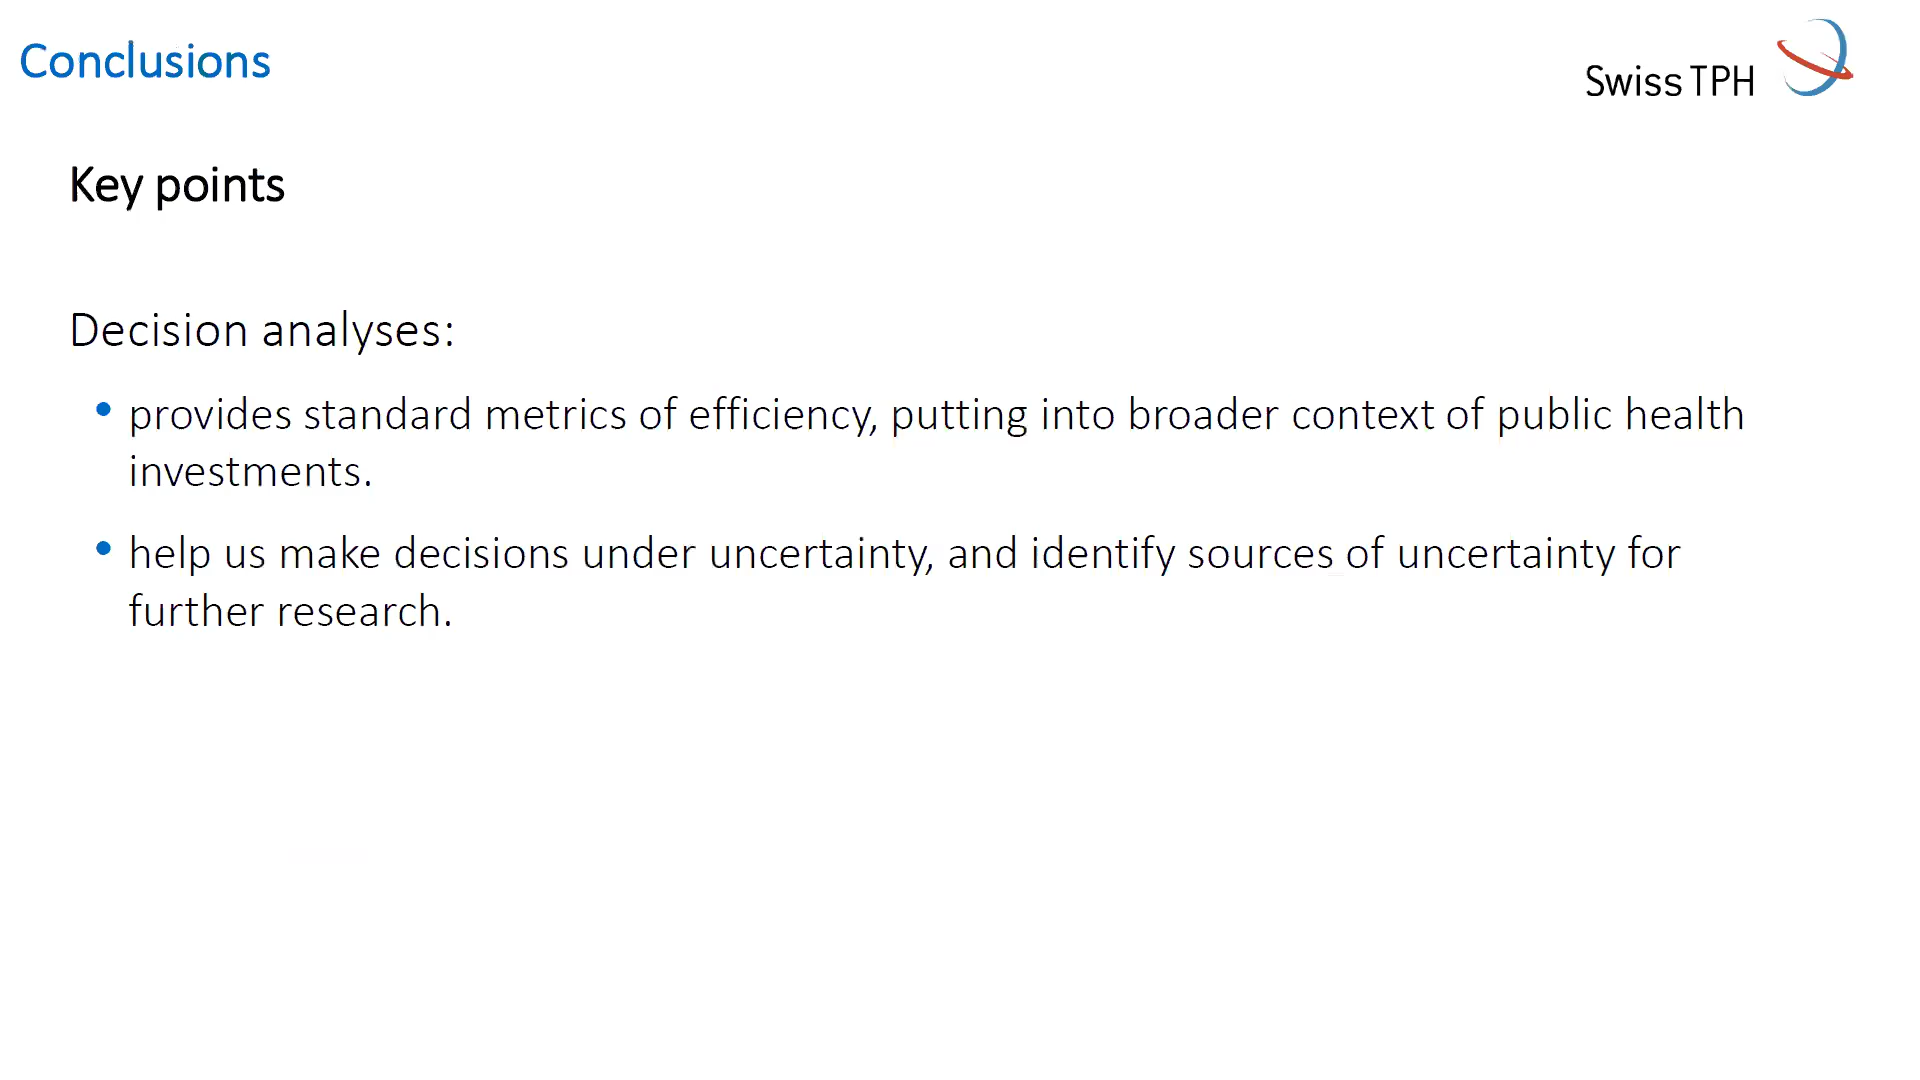 Conclusions
Swiss TPH
Key points
Decision analyses:
• provides standard metrics of efficiency, putting into broader context of public health
investments.
• help us make decisions under uncertainty, and identify sources of uncertainty for
further research.